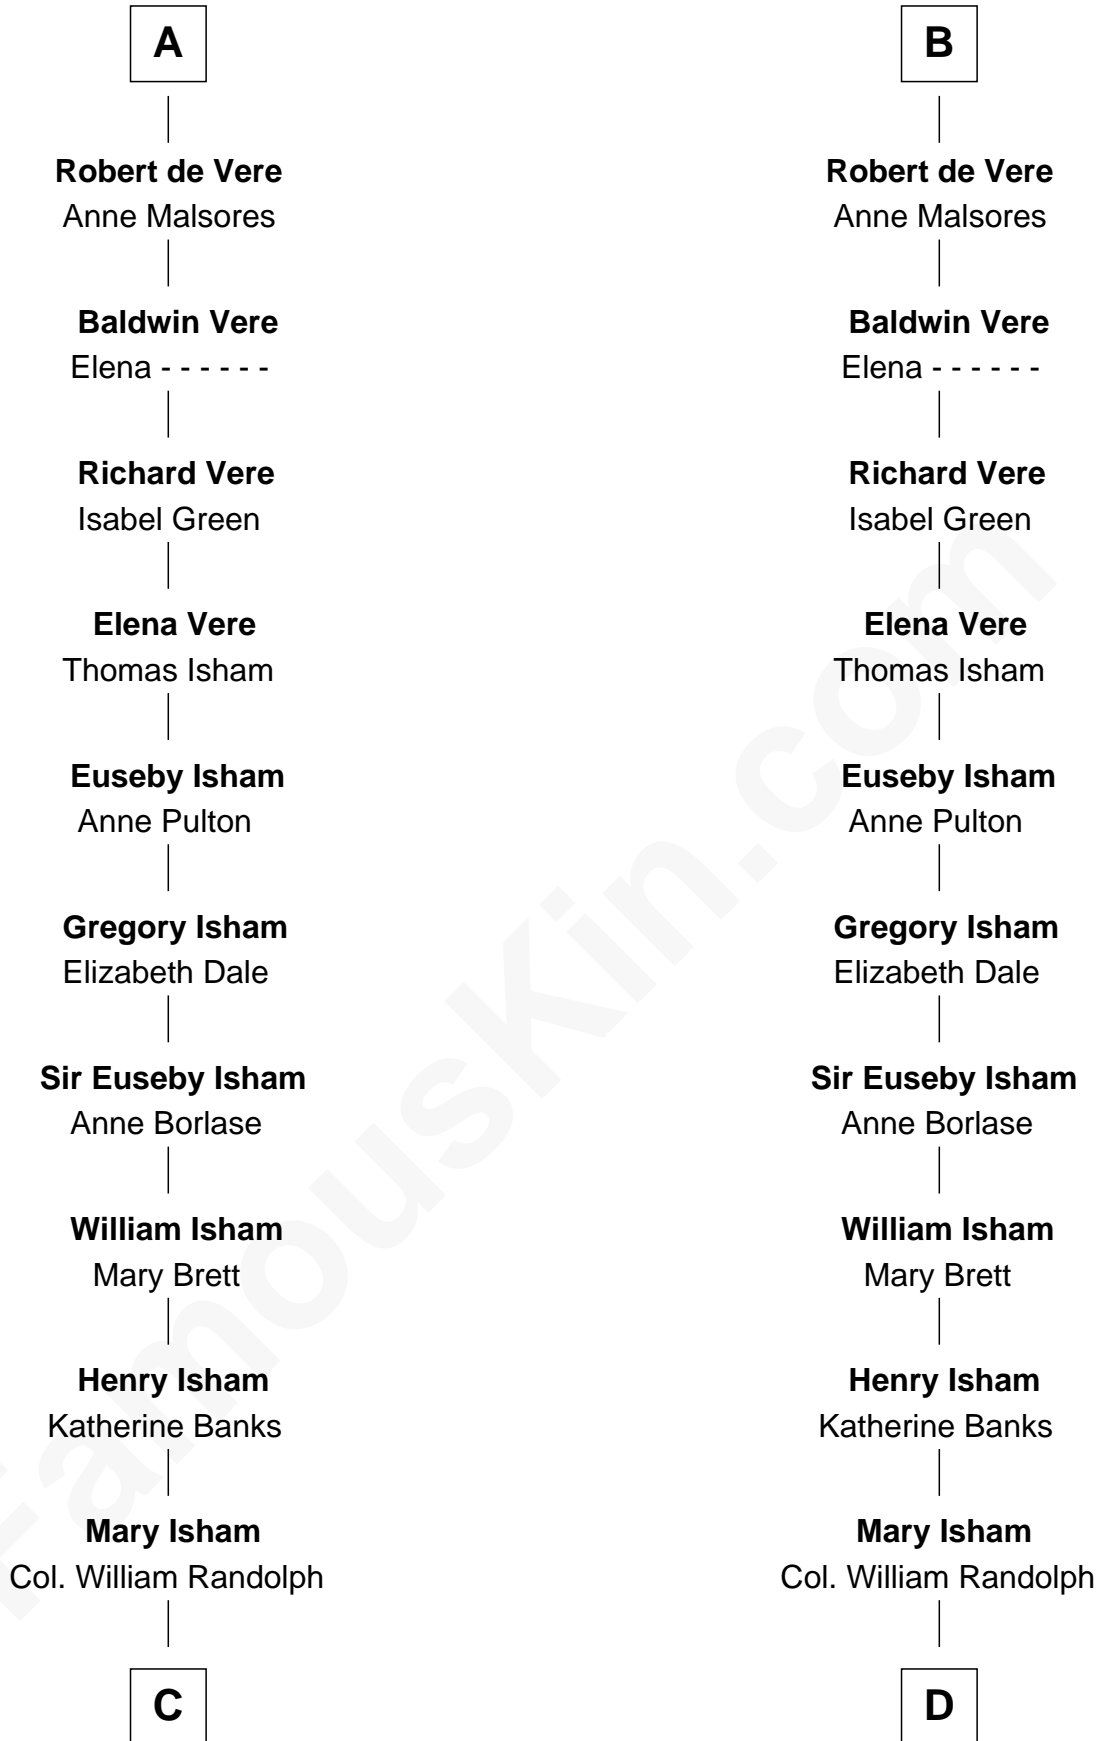 A
B
Robert de Vere
Anne Malsores
Robert de Vere
Anne Malsores
Baldwin Vere
Elena - - - - - -
Baldwin Vere
Elena - - - - - -
Richard Vere
Isabel Green
Richard Vere
Isabel Green
Elena Vere
Thomas Isham
Elena Vere
Thomas Isham
Euseby Isham
Anne Pulton
Euseby Isham
Anne Pulton
Gregory Isham
Elizabeth Dale
Gregory Isham
Elizabeth Dale
Sir Euseby Isham
Anne Borlase
Sir Euseby Isham
Anne Borlase
William Isham
Mary Brett
William Isham
Mary Brett
Henry Isham
Katherine Banks
Henry Isham
Katherine Banks
Mary Isham
Col. William Randolph
Mary Isham
Col. William Randolph
C
D
FamousKin.com